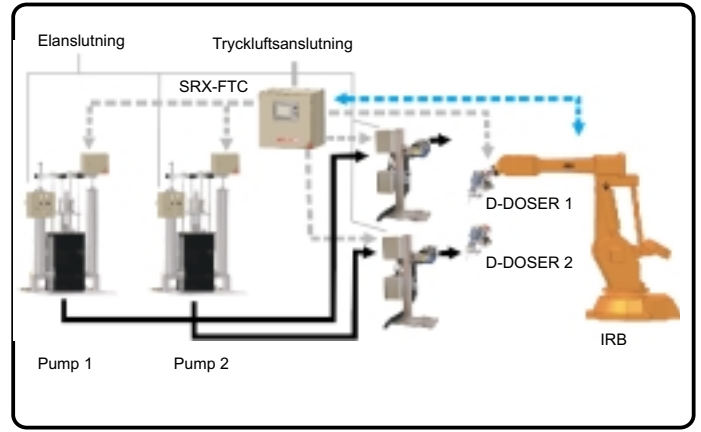 Elanslutning
Tryckluftsanslutning
SRX-FTC
D-DOSER 1
D-DOSER 2
IRB
Pump 1
Pump 2